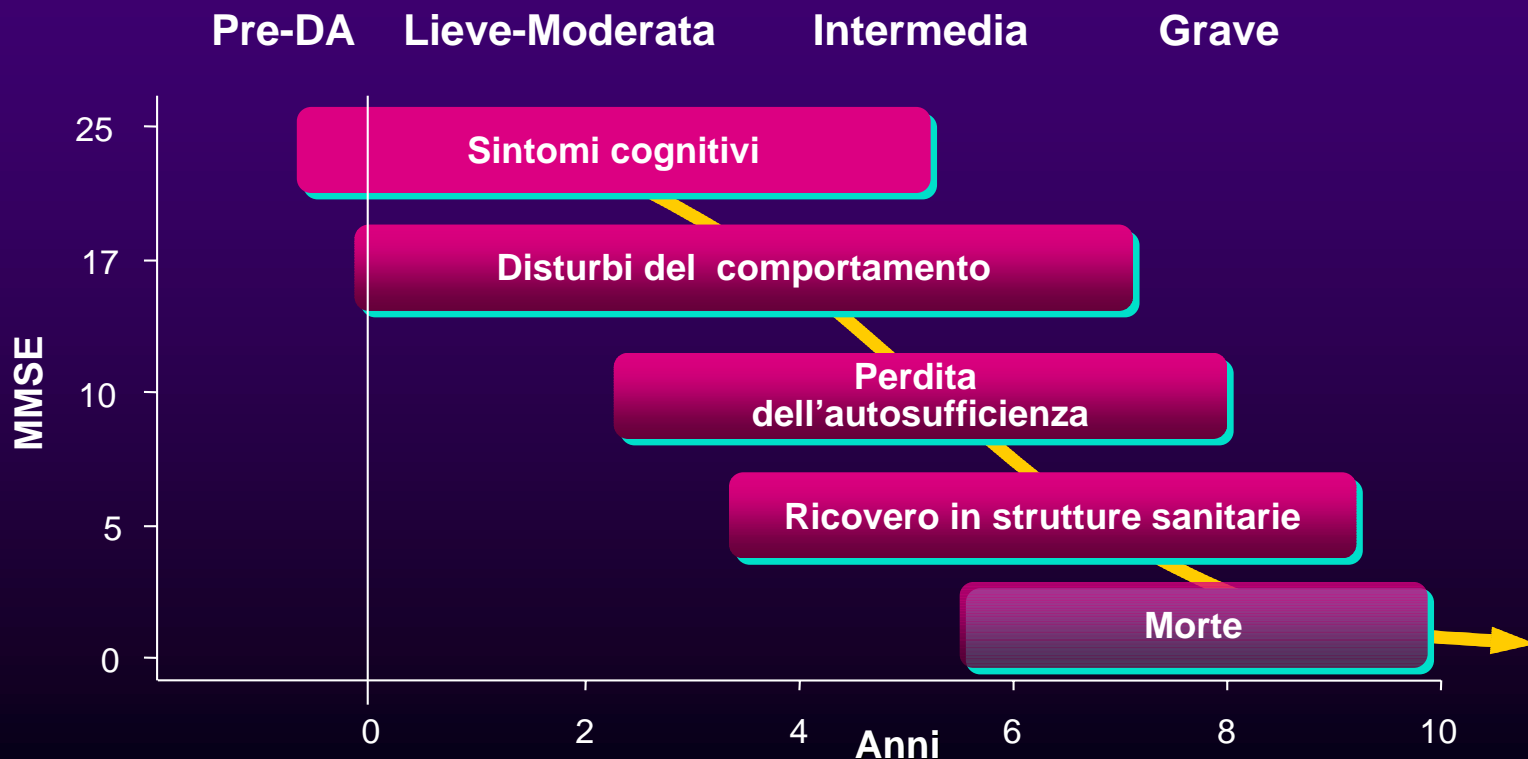 Pre-DA Lieve-Moderata Intermedia Grave
25
Sintomi cognitivi
17
Disturbi del comportamento
MMSE
10
Perdita
dell’autosufficienza
5
Ricovero in strutture sanitarie
Morte
0
0 2 4 6 8 10
Anni